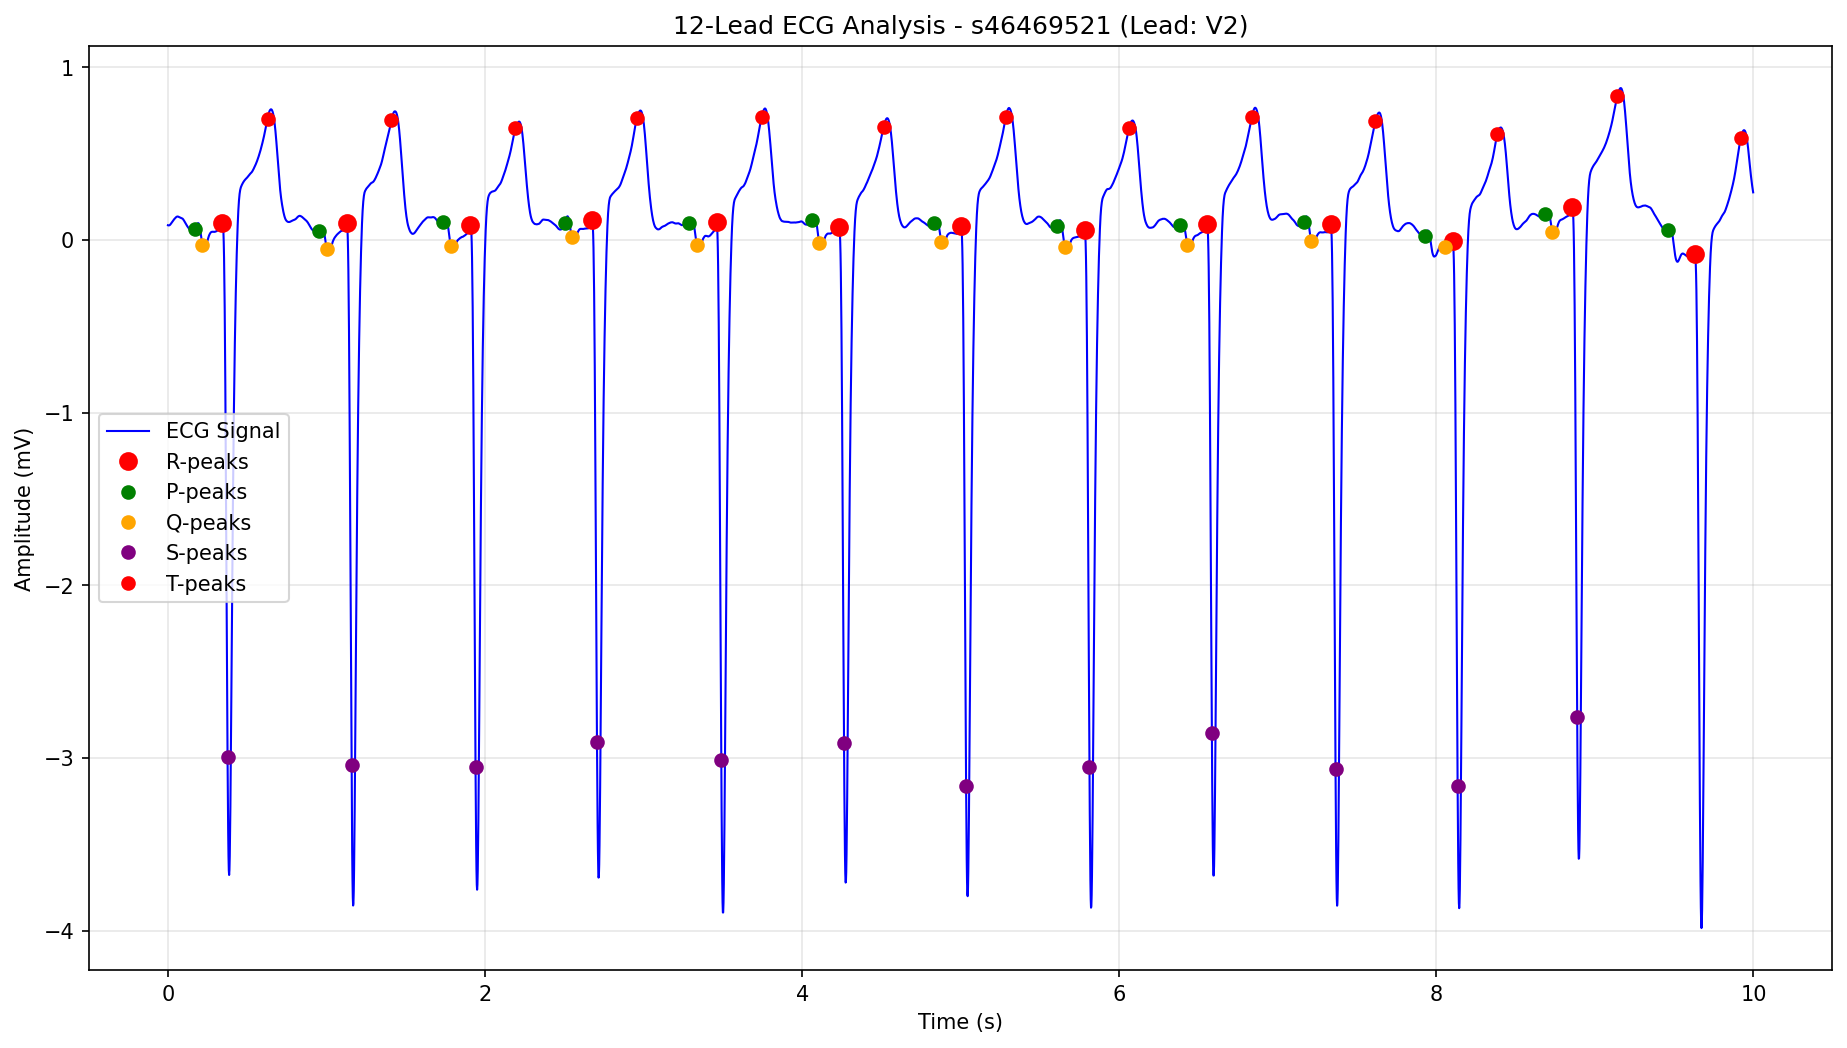 12-Lead ECG Analysis - s46469521 (Lead: V2)
1
0
−1
−2
−3
−4
Amplitude (mV)
ECG Signal
R-peaks
P-peaks
Q-peaks
S-peaks
T-peaks
0
2
4
6
8
10
Time (s)